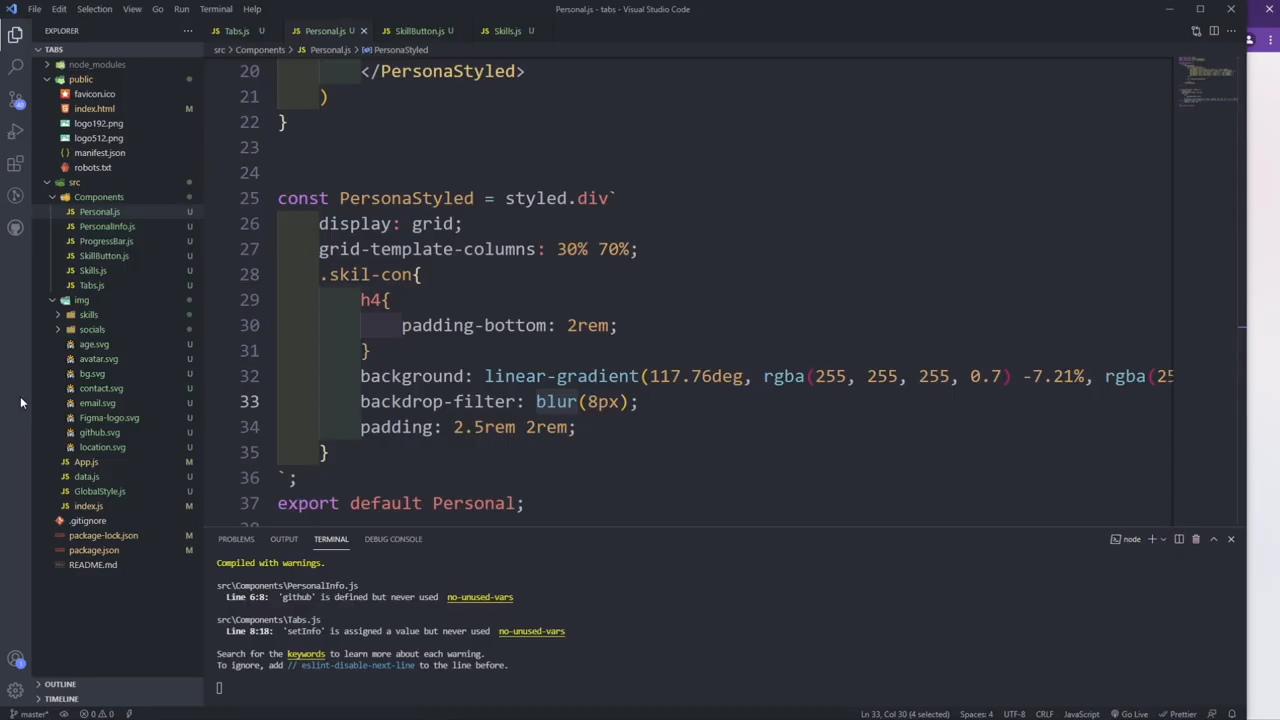 File Edit Selection View Go Run Terminal Help
Personal.js - tabs - Visual Studio Code
EXPLORER
Tabs.js U
Personal.js U
SkillButton.js U
Skills.js U
TABS
src > Components > Personal.js > PersonaStyled
node_modules
public
favicon.ico
index.html M
logo192.png
logo512.png
manifest.json
robots.txt
src
Components
Personal.js U
PersonalInfo.js U
ProgressBar.js U
SkillButton.js U
Skills.js U
Tabs.js U
img
skills
socials
age.svg U
avatar.svg U
bg.svg U
contact.svg U
email.svg U
Figma-logo.svg U
github.svg U
location.svg U
App.js M
data.js U
GlobalStyle.js U
index.js M
.gitignore
package-lock.json M
package.json M
README.md
OUTLINE
TIMELINE
20 </PersonaStyled>
21 )
22 }
23
24
25 const PersonaStyled = styled.div`
26 display: grid;
27 grid-template-columns: 30% 70%;
28 .skil-con{
29 h4{
30 padding-bottom: 2rem;
31 }
32 background: linear-gradient(117.76deg, rgba(255, 255, 255, 0.7) -7.21%, rgba(25
33 backdrop-filter: blur(8px);
34 padding: 2.5rem 2rem;
35 }
36 `;
37 export default Personal;
PROBLEMS OUTPUT TERMINAL DEBUG CONSOLE
node
Compiled with warnings.
src\Components\PersonalInfo.js
Line 6:8: 'github' is defined but never used no-unused-vars
src\Components\Tabs.js
Line 8:18: 'setInfo' is assigned a value but never used no-unused-vars
Search for the keywords to learn more about each warning.
To ignore, add // eslint-disable-next-line to the line before.
master* 0 0
Ln 33, Col 30 (4 selected) Spaces: 4 UTF-8 CRLF JavaScript Go Live Prettier